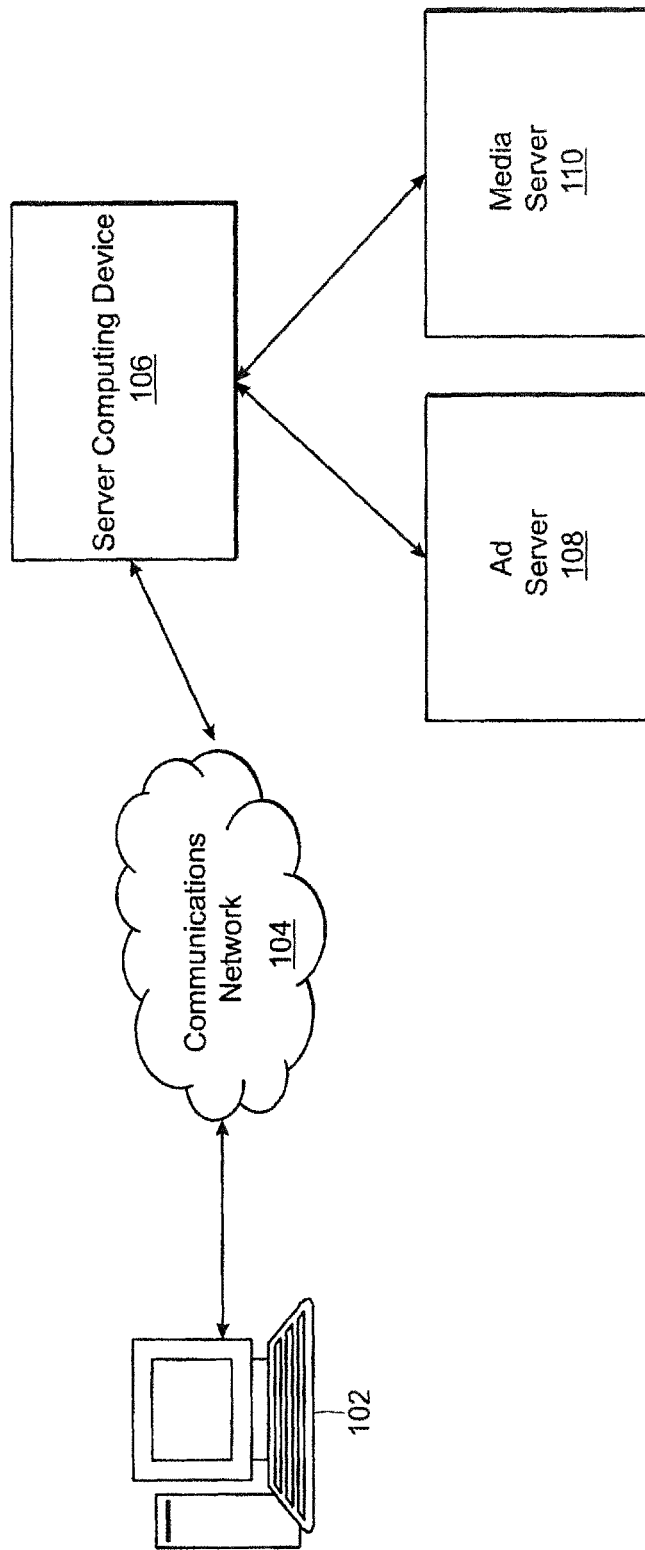 102
Communications
Network
104
Server Computing Device
106
Ad
Server
108
Media
Server
110